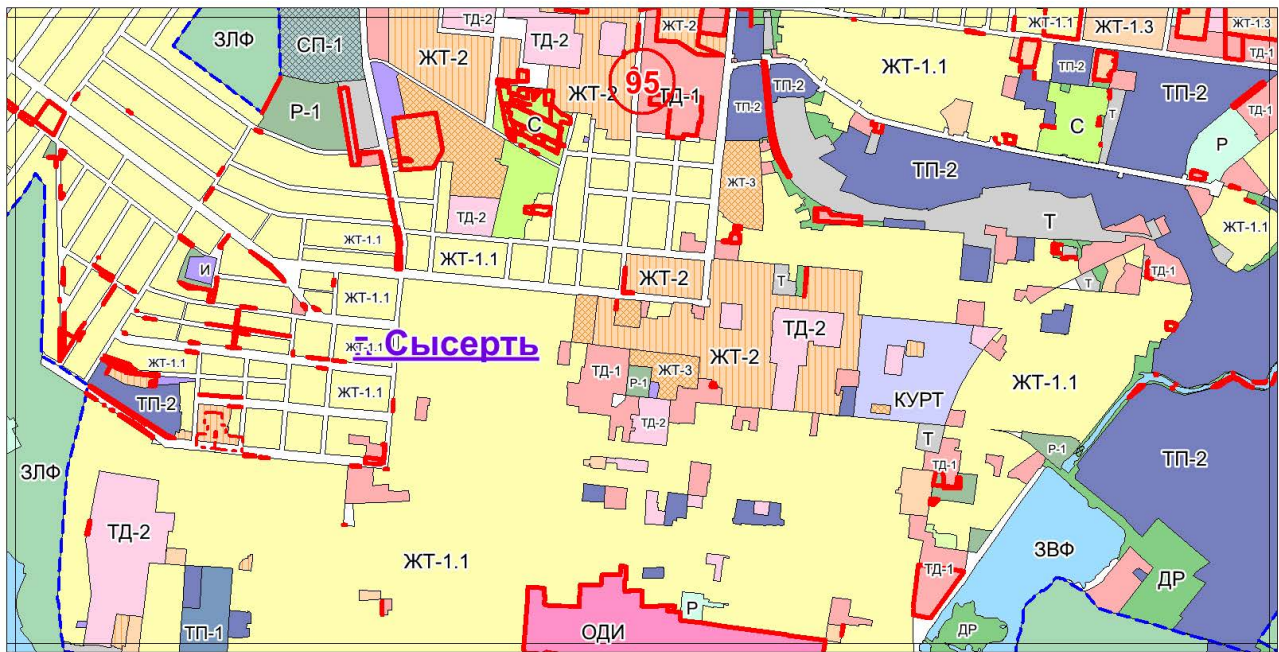 ЗЛФ
СП-1
ТД-2
ТД-2
ЖТ-2
ЖТ-2
ЖТ-1.1
ЖТ-1.3
ЖТ-1.3
ЖТ-2
95
ЖТ-2
ТД-1
ТП-2
ТП-2
ЖТ-1.1
ТП-2
ТД-1
ТП-2
ТД-1
Р-1
С
С
Т
Р
ТП-2
ЖТ-3
ТД-2
Т
ЖТ-1.1
ЖТ-1.1
ЖТ-1.1
И
ЖТ-2
ТД-1
Т
Т
ЖТ-1.1
г. Сысерть
ЖТ-1.1
ТД-2
ЖТ-2
ЖТ-1.1
ТД-1
Р-1
ЖТ-3
ЖТ-1.1
ЖТ-1.1
КУРТ
ТП-2
ТД-2
Т
Р-1
ТП-2
ЗЛФ
ТД-1
ТД-2
ЖТ-1.1
ЗВФ
ТД-1
ДР
ТП-1
ОДИ
Р
ДР